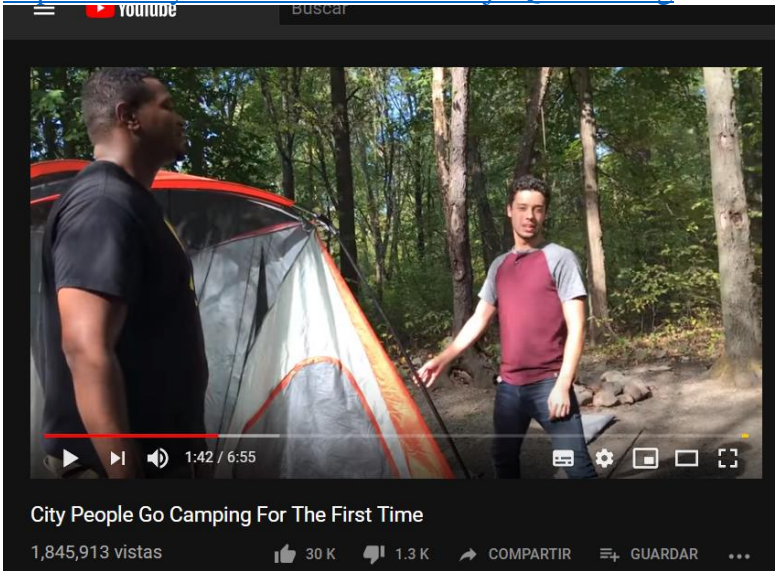 YouTube
Buscar
1:42 / 6:55
City People Go Camping For The First Time
1,845,913 vistas
30 K
1.3 K
COMPARTIR
GUARDAR